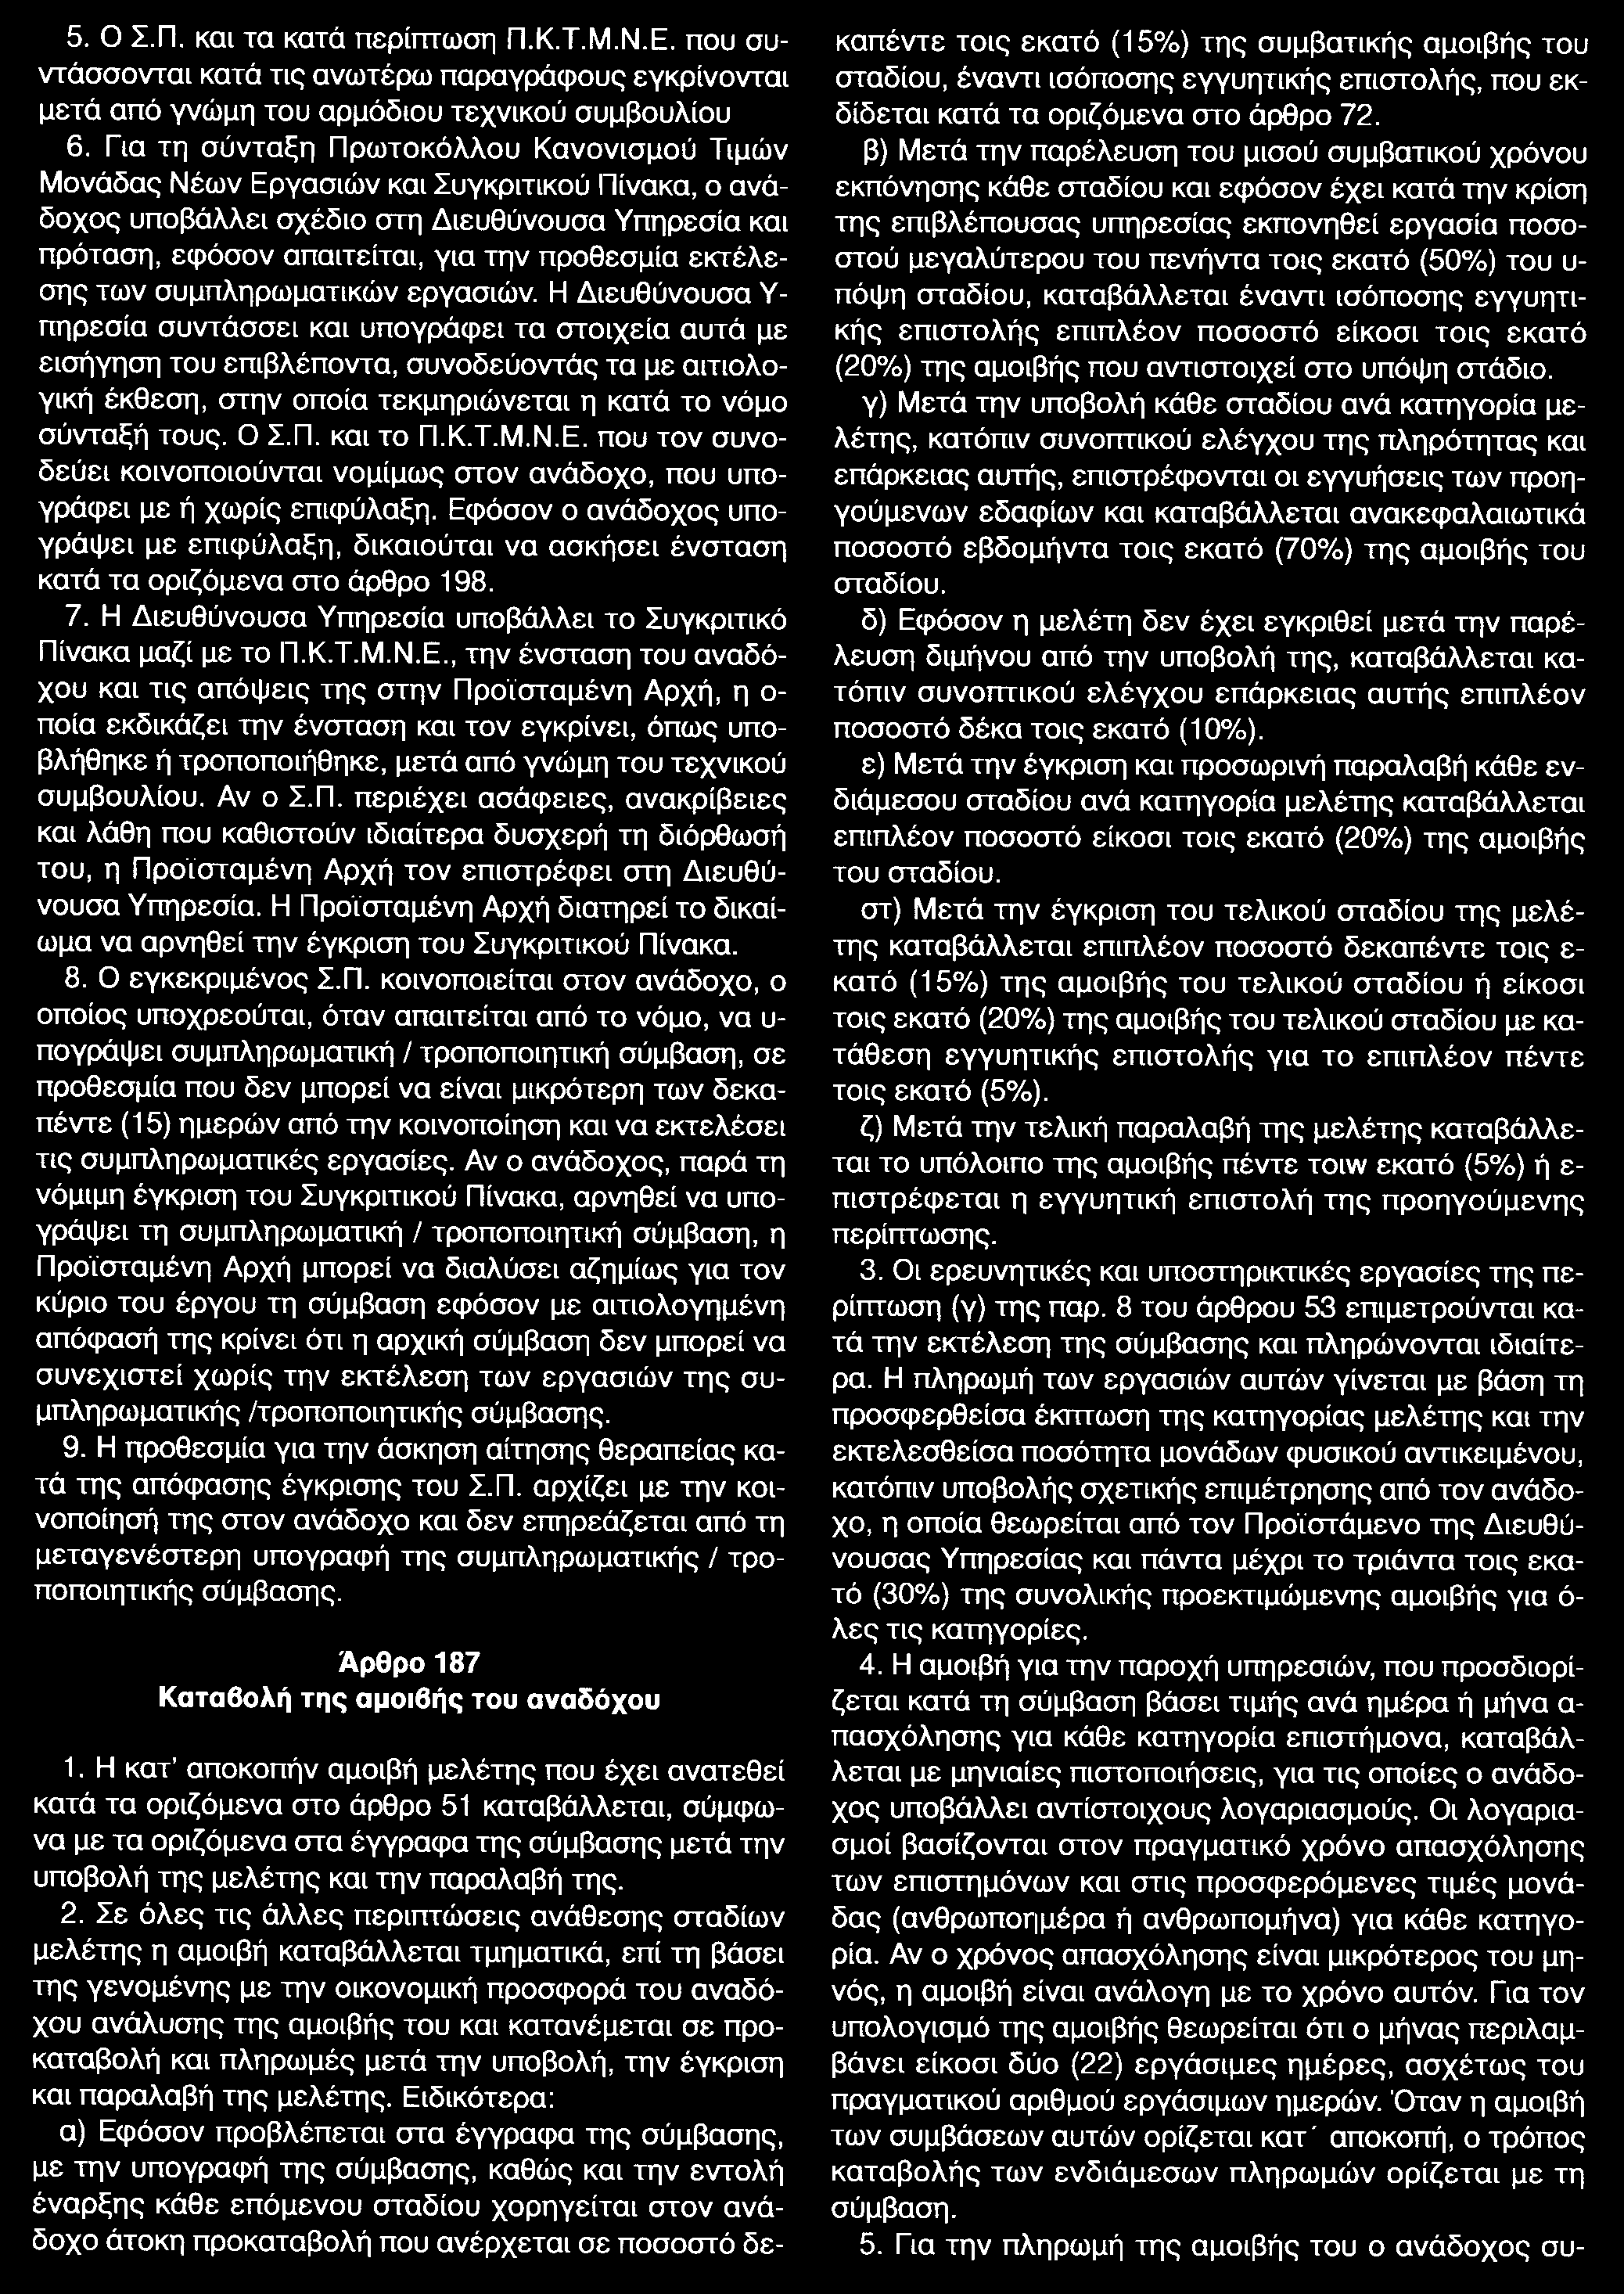 5. Ο Σ.Π. και τα κατά περίπτωση Π.Κ.Τ.Μ.Ν.Ε. που συ-
ντάσσονται κατά τις ανωτέρω παραγράφους εγκρίνονται
μετά από γνώμη του αρμόδιου τεχνικού συμβουλίου
6. Για τη σύνταξη Πρωτοκόλλου Κανονισμού Τιμών
Μονάδας Νέων Εργασιών και Συγκριτικού Πίνακα, ο ανά-
δοχος υποβάλλει σχέδιο στη Διευθύνουσα Υπηρεσία και
πρόταση, εφόσον απαιτείται, για την προθεσμία εκτέλε-
σης των συμπληρωματικών εργασιών. Η Διευθύνουσα Υ-
πηρεσία συντάσσει και υπογράφει τα στοιχεία αυτά με
εισήγηση του επιβλέποντα, συνοδεύοντάς τα με αιτιολο-
γική έκθεση, στην οποία τεκμηριώνεται η κατά το νόμο
σύνταξή τους. Ο Σ.Π. και το Π.Κ.Τ.Μ.Ν.Ε. που τον συνο-
δεύει κοινοποιούνται νομίμως στον ανάδοχο, που υπο-
γράφει με ή χωρίς επιφύλαξη. Εφόσον ο ανάδοχος υπο-
γράψει με επιφύλαξη, δικαιούται να ασκήσει ένσταση
κατά τα οριζόμενα στο άρθρο 198.
7. Η Διευθύνουσα Υπηρεσία υποβάλλει το Συγκριτικό
Πίνακα μαζί με το Π.Κ.Τ.Μ.Ν.Ε., την ένσταση του αναδό-
χου και τις απόψεις της στην Προϊσταμένη Αρχή, η ο-
ποία εκδικάζει την ένσταση και τον εγκρίνει, όπως υπο-
βλήθηκε ή τροποποιήθηκε, μετά από γνώμη του τεχνικού
συμβουλίου. Αν ο Σ.Π. περιέχει ασάφειες, ανακρίβειες
και λάθη που καθιστούν ιδιαίτερα δυσχερή τη διόρθωσή
του, η Προϊσταμένη Αρχή τον επιστρέφει στη Διευθύ-
νουσα Υπηρεσία. Η Προϊσταμένη Αρχή διατηρεί το δικαί-
ωμα να αρνηθεί την έγκριση του Συγκριτικού Πίνακα.
8. Ο εγκεκριμένος Σ.Π. κοινοποιείται στον ανάδοχο, ο
οποίος υποχρεούται, όταν απαιτείται από το νόμο, να υ-
πογράψει συμπληρωματική / τροποποιητική σύμβαση, σε
προθεσμία που δεν μπορεί να είναι μικρότερη των δεκα-
πέντε (15) ημερών από την κοινοποίηση και να εκτελέσει
τις συμπληρωματικές εργασίες. Αν ο ανάδοχος, παρά τη
νόμιμη έγκριση του Συγκριτικού Πίνακα, αρνηθεί να υπο-
γράψει τη συμπληρωματική / τροποποιητική σύμβαση, η
Προϊσταμένη Αρχή μπορεί να διαλύσει αζημίως για τον
κύριο του έργου τη σύμβαση εφόσον με αιτιολογημένη
απόφασή της κρίνει ότι η αρχική σύμβαση δεν μπορεί να
συνεχιστεί χωρίς την εκτέλεση των εργασιών της συ-
μπληρωματικής /τροποποιητικής σύμβασης.
9. Η προθεσμία για την άσκηση αίτησης θεραπείας κα-
τά της απόφασης έγκρισης του Σ.Π. αρχίζει με την κοι-
νοποίησή της στον ανάδοχο και δεν επηρεάζεται από τη
μεταγενέστερη υπογραφή της συμπληρωματικής / τρο-
ποποιητικής σύμβασης.
Άρθρο 187
Καταβολή της αμοιβής του αναδόχου
1. Η κατ’ αποκοπήν αμοιβή μελέτης που έχει ανατεθεί
κατά τα οριζόμενα στο άρθρο 51 καταβάλλεται, σύμφω-
να με τα οριζόμενα στα έγγραφα της σύμβασης μετά την
υποβολή της μελέτης και την παραλαβή της.
2. Σε όλες τις άλλες περιπτώσεις ανάθεσης σταδίων
μελέτης η αμοιβή καταβάλλεται τμηματικά, επί τη βάσει
της γενομένης με την οικονομική προσφορά του αναδό-
χου ανάλυσης της αμοιβής του και κατανέμεται σε προ-
καταβολή και πληρωμές μετά την υποβολή, την έγκριση
και παραλαβή της μελέτης. Ειδικότερα:
α) Εφόσον προβλέπεται στα έγγραφα της σύμβασης,
με την υπογραφή της σύμβασης, καθώς και την εντολή
έναρξης κάθε επόμενου σταδίου χορηγείται στον ανά-
δοχο άτοκη προκαταβολή που ανέρχεται σε ποσοστό δε-
καπέντε τοις εκατό (15%) της συμβατικής αμοιβής του
σταδίου, έναντι ισόποσης εγγυητικής επιστολής, που εκ-
δίδεται κατά τα οριζόμενα στο άρθρο 72.
β) Μετά την παρέλευση του μισού συμβατικού χρόνου
εκπόνησης κάθε σταδίου και εφόσον έχει κατά την κρίση
της επιβλέπουσας υπηρεσίας εκπονηθεί εργασία ποσο-
στού μεγαλύτερου του πενήντα τοις εκατό (50%) του υ-
πόψη σταδίου, καταβάλλεται έναντι ισόποσης εγγυητι-
κής επιστολής επιπλέον ποσοστό είκοσι τοις εκατό
(20%) της αμοιβής που αντιστοιχεί στο υπόψη στάδιο.
γ) Μετά την υποβολή κάθε σταδίου ανά κατηγορία με-
λέτης, κατόπιν συνοπτικού ελέγχου της πληρότητας και
επάρκειας αυτής, επιστρέφονται οι εγγυήσεις των προη-
γούμενων εδαφίων και καταβάλλεται ανακεφαλαιωτικά
ποσοστό εβδομήντα τοις εκατό (70%) της αμοιβής του
σταδίου.
δ) Εφόσον η μελέτη δεν έχει εγκριθεί μετά την παρέ-
λευση διμήνου από την υποβολή της, καταβάλλεται κα-
τόπιν συνοπτικού ελέγχου επάρκειας αυτής επιπλέον
ποσοστό δέκα τοις εκατό (10%).
ε) Μετά την έγκριση και προσωρινή παραλαβή κάθε εν-
διάμεσου σταδίου ανά κατηγορία μελέτης καταβάλλεται
επιπλέον ποσοστό είκοσι τοις εκατό (20%) της αμοιβής
του σταδίου.
στ) Μετά την έγκριση του τελικού σταδίου της μελέ-
της καταβάλλεται επιπλέον ποσοστό δεκαπέντε τοις ε-
κατό (15%) της αμοιβής του τελικού σταδίου ή είκοσι
τοις εκατό (20%) της αμοιβής του τελικού σταδίου με κα-
τάθεση εγγυητικής επιστολής για το επιπλέον πέντε
τοις εκατό (5%).
ζ) Μετά την τελική παραλαβή της μελέτης καταβάλλε-
ται το υπόλοιπο της αμοιβής πέντε τοιw εκατό (5%) ή ε-
πιστρέφεται η εγγυητική επιστολή της προηγούμενης
περίπτωσης.
3. Οι ερευνητικές και υποστηρικτικές εργασίες της πε-
ρίπτωση (γ) της παρ. 8 του άρθρου 53 επιμετρούνται κα-
τά την εκτέλεση της σύμβασης και πληρώνονται ιδιαίτε-
ρα. Η πληρωμή των εργασιών αυτών γίνεται με βάση τη
προσφερθείσα έκπτωση της κατηγορίας μελέτης και την
εκτελεσθείσα ποσότητα μονάδων φυσικού αντικειμένου,
κατόπιν υποβολής σχετικής επιμέτρησης από τον ανάδο-
χο, η οποία θεωρείται από τον Προϊστάμενο της Διευθύ-
νουσας Υπηρεσίας και πάντα μέχρι το τριάντα τοις εκα-
τό (30%) της συνολικής προεκτιμώμενης αμοιβής για ό-
λες τις κατηγορίες.
4. Η αμοιβή για την παροχή υπηρεσιών, που προσδιορί-
ζεται κατά τη σύμβαση βάσει τιμής ανά ημέρα ή μήνα α-
πασχόλησης για κάθε κατηγορία επιστήμονα, καταβάλ-
λεται με μηνιαίες πιστοποιήσεις, για τις οποίες ο ανάδο-
χος υποβάλλει αντίστοιχους λογαριασμούς. Οι λογαρια-
σμοί βασίζονται στον πραγματικό χρόνο απασχόλησης
των επιστημόνων και στις προσφερόμενες τιμές μονά-
δας (ανθρωποημέρα ή ανθρωπομήνα) για κάθε κατηγο-
ρία. Αν ο χρόνος απασχόλησης είναι μικρότερος του μη-
νός, η αμοιβή είναι ανάλογη με το χρόνο αυτόν. Για τον
υπολογισμό της αμοιβής θεωρείται ότι ο μήνας περιλαμ-
βάνει είκοσι δύο (22) εργάσιμες ημέρες, ασχέτως του
πραγματικού αριθμού εργάσιμων ημερών. Όταν η αμοιβή
των συμβάσεων αυτών ορίζεται κατ΄ αποκοπή, ο τρόπος
καταβολής των ενδιάμεσων πληρωμών ορίζεται με τη
σύμβαση.
5. Για την πληρωμή της αμοιβής του ο ανάδοχος συ-